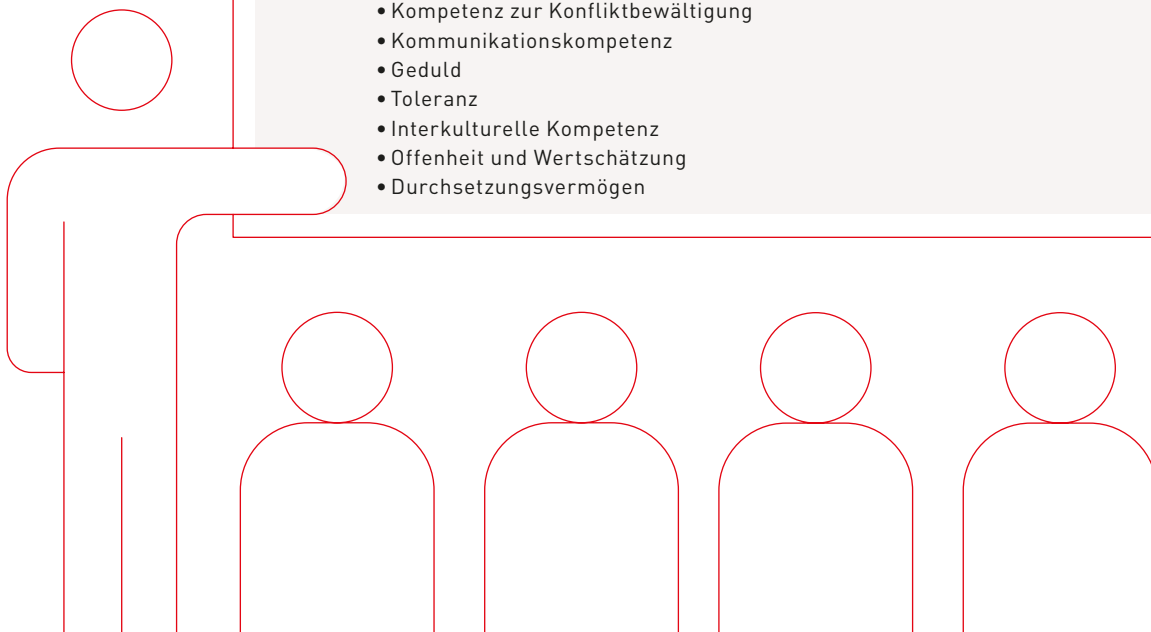 • Kompetenz zur Konfliktbewältigung
• Kommunikationskompetenz
• Geduld
• Toleranz
• Interkulturelle Kompetenz
• Offenheit und Wertschätzung
• Durchsetzungsvermögen